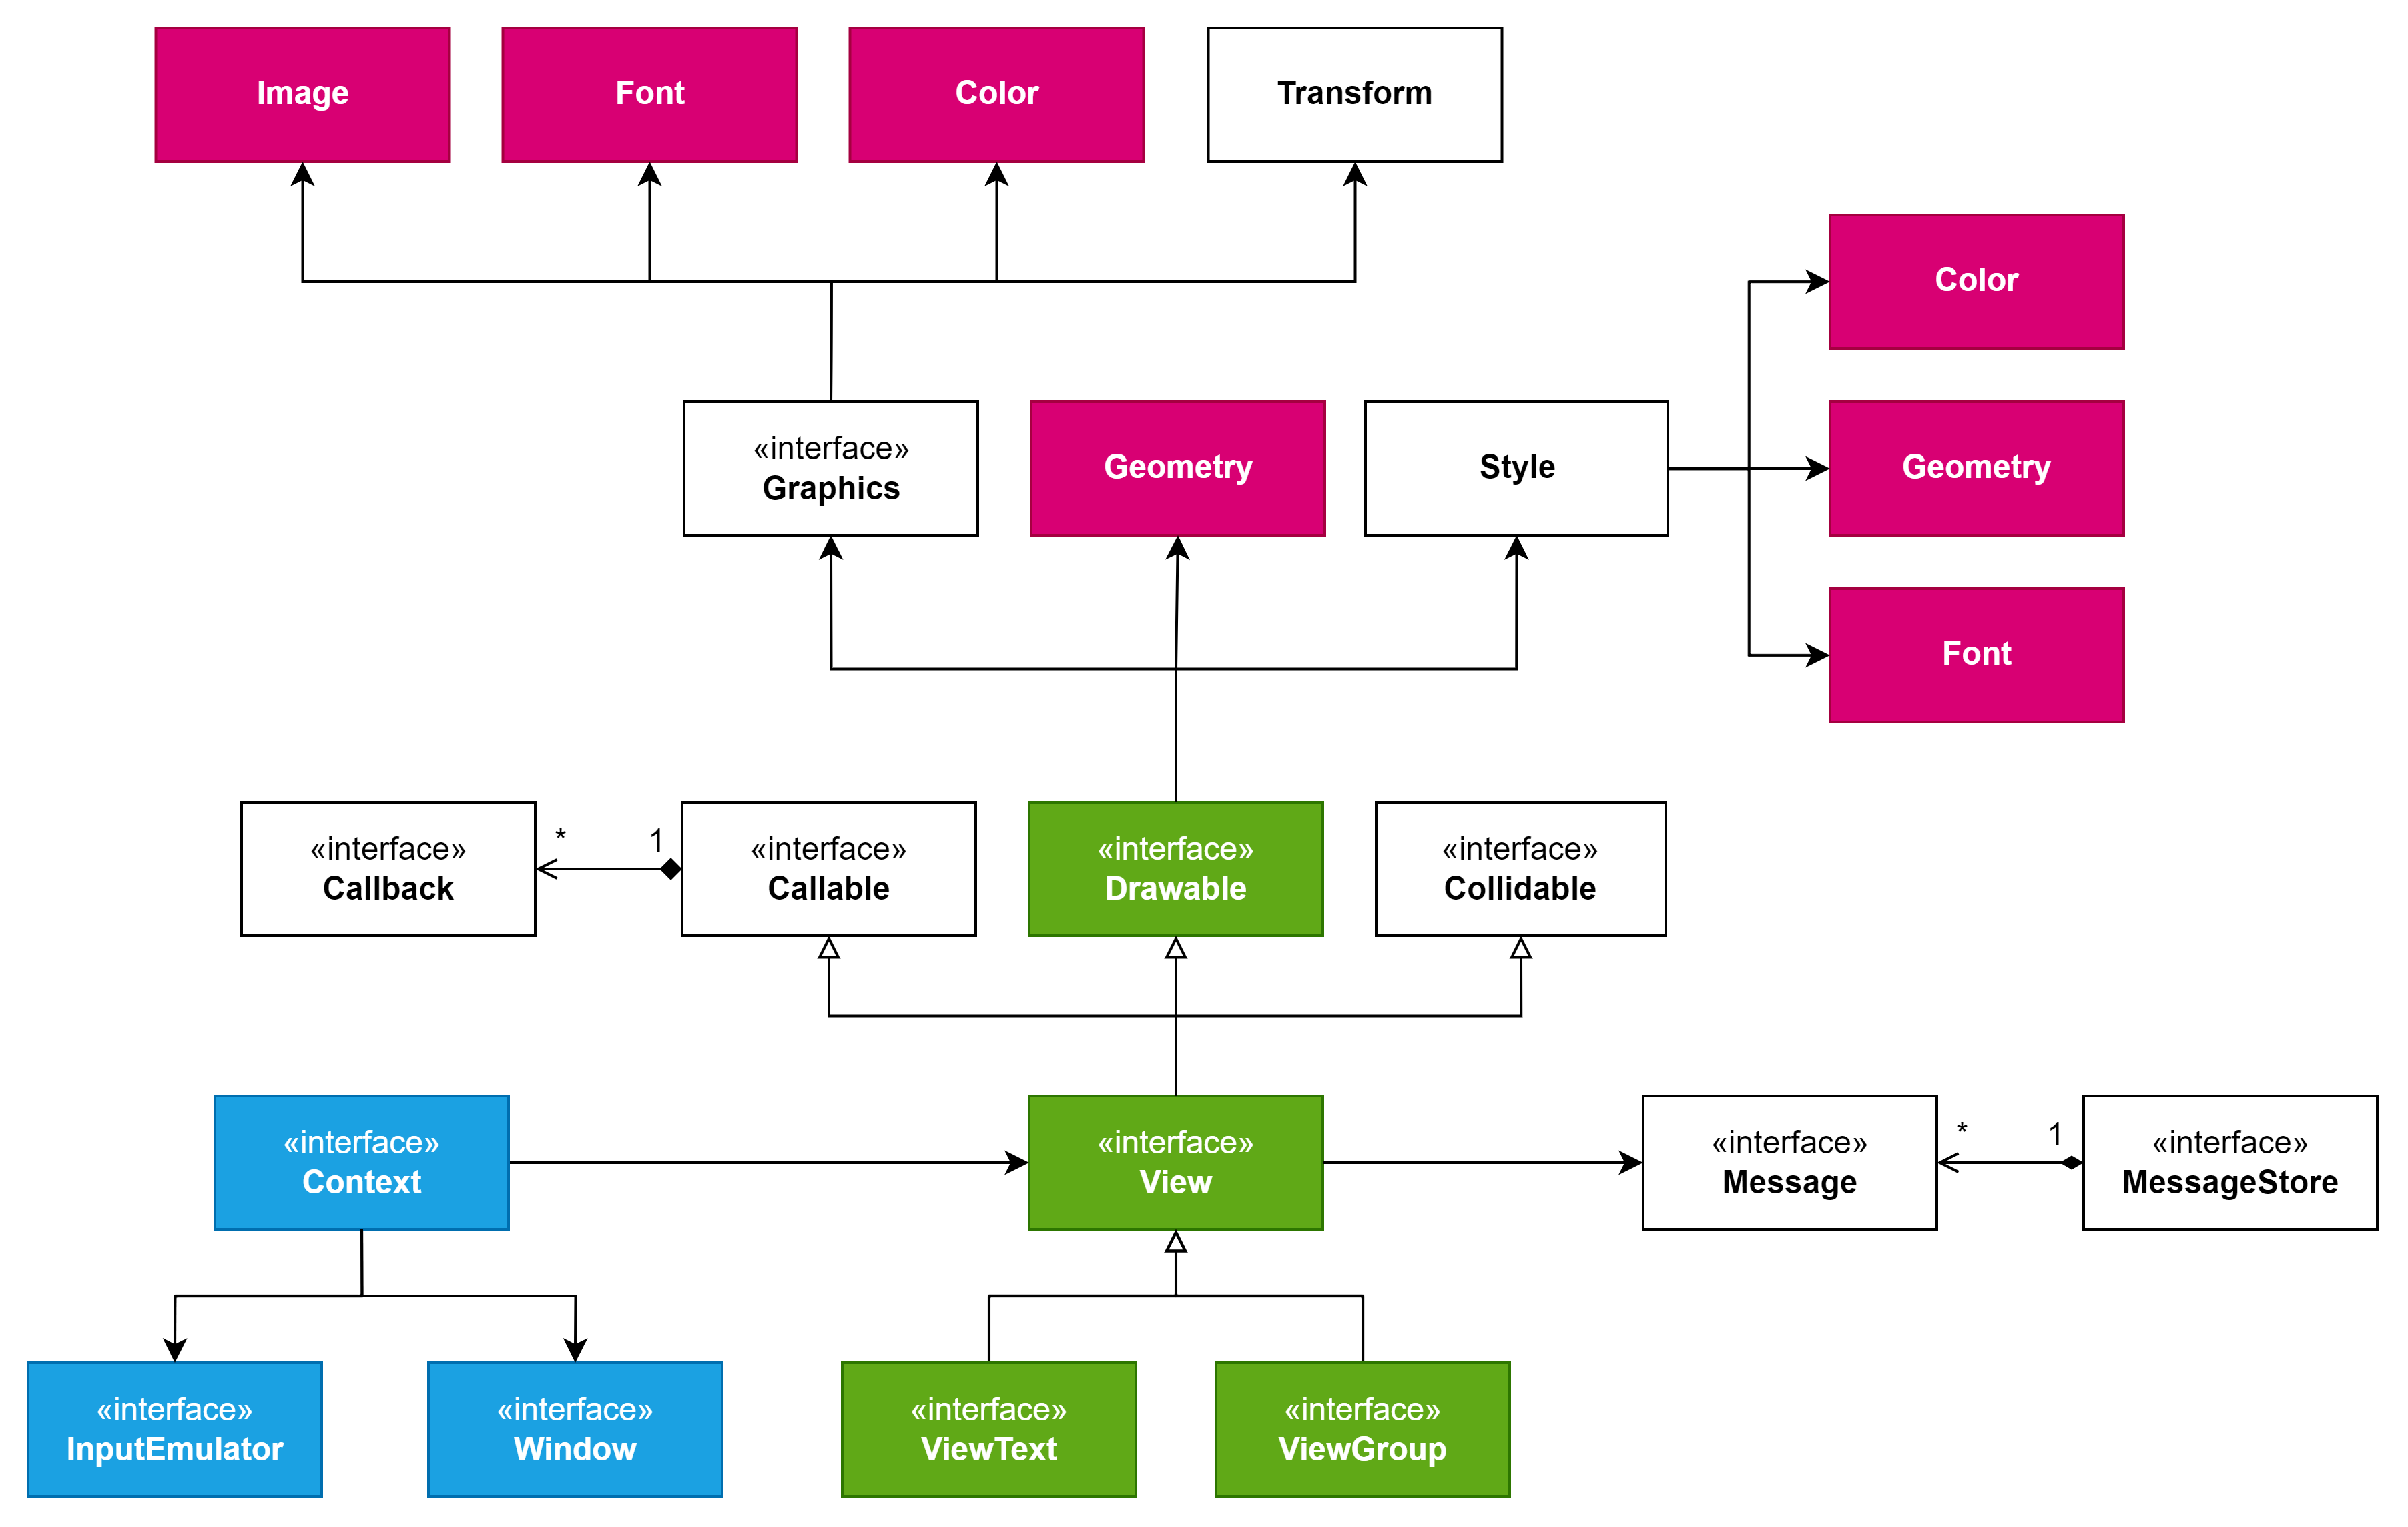 Image
Font
Color
Transform
Color
«interface»
Graphics
Geometry
Style
Geometry
Font
«interface»
Callback
*
1
«interface»
Callable
«interface»
Drawable
«interface»
Collidable
«interface»
Context
«interface»
View
«interface»
Message
*
1
«interface»
MessageStore
«interface»
InputEmulator
«interface»
Window
«interface»
ViewText
«interface»
ViewGroup